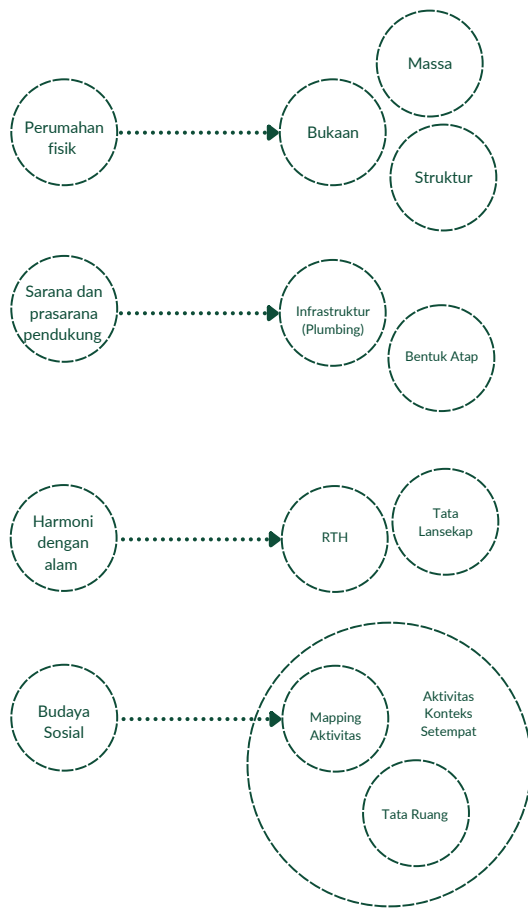 Massa
Perumahan
fisik
Bukaan
Struktur
Sarana dan
prasarana
pendukung
Infrastruktur
(Plumbing)
Bentuk Atap
Harmoni
dengan
alam
RTH
Tata
Lansekap
Budaya
Sosial
Mapping
Aktivitas
Aktivitas
Konteks
Setempat
Tata Ruang